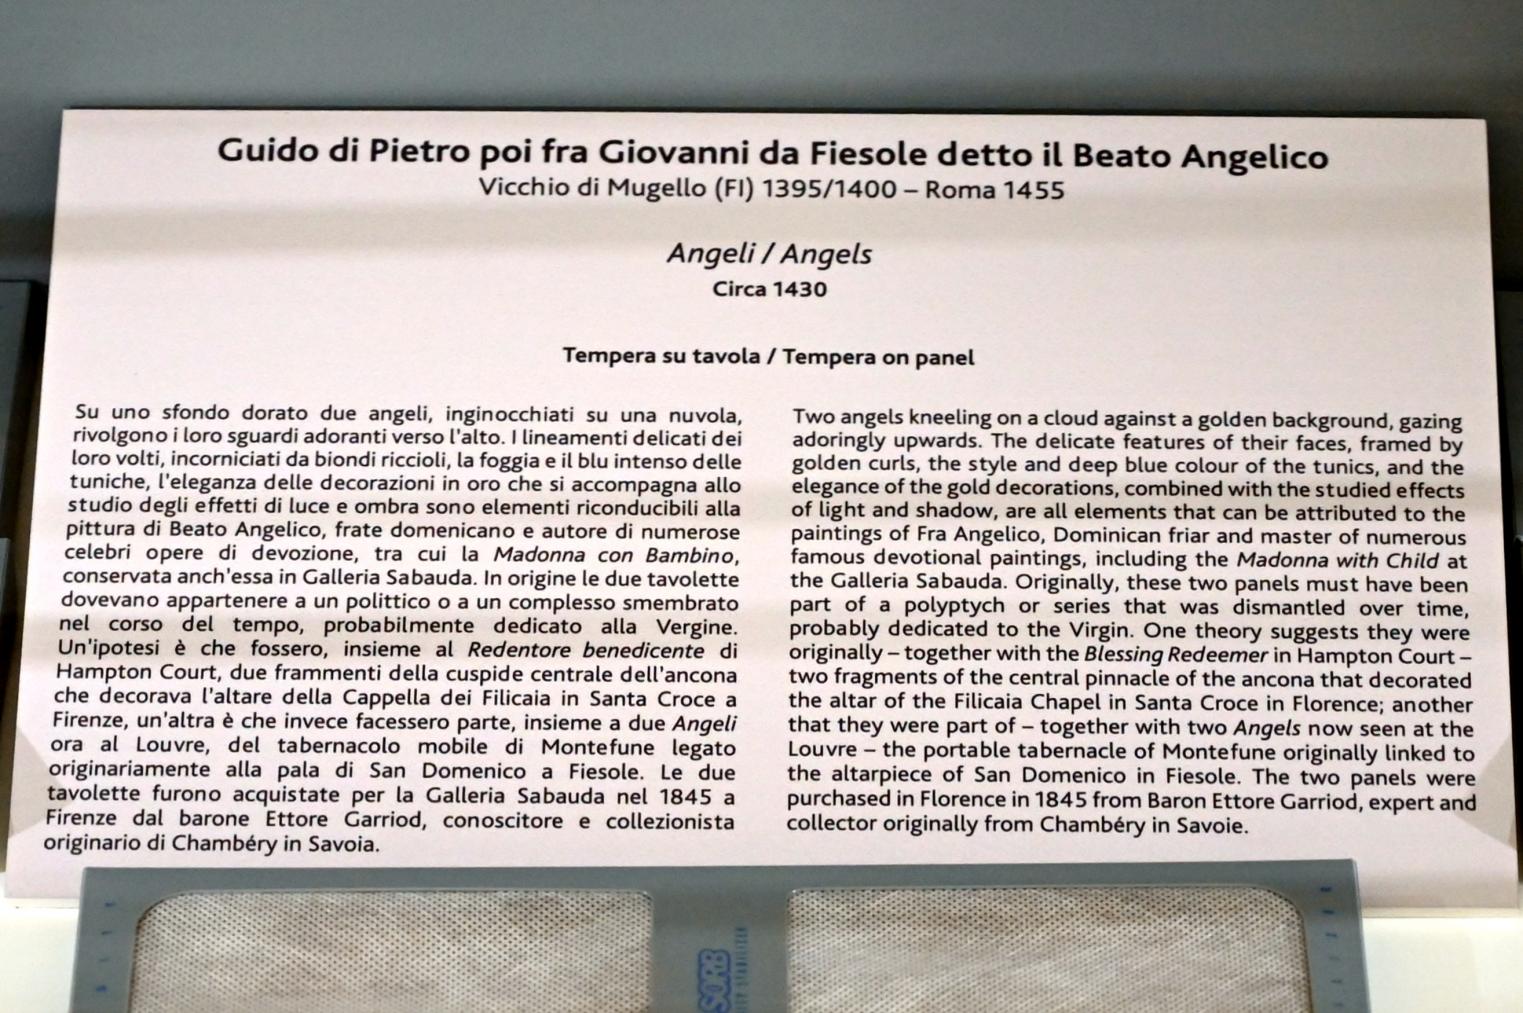 Guido di Pietro poi fra Giovanni da Fiesole detto il Beato Angelico
Vicchio di Mugello (FI) 1395/1400 – Roma 1455
Angeli / Angels
Circa 1430
Tempera su tavola / Tempera on panel
Su uno sfondo dorato due angeli, inginocchiati su una nuvola,
rivolgono i loro sguardi adoranti verso l'alto. I lineamenti delicati dei
loro volti, incorniciati da biondi riccioli, la foggia e il blu intenso delle
tuniche, l'eleganza delle decorazioni in oro che si accompagna allo
studio degli effetti di luce e ombra sono elementi riconducibili alla
pittura di Beato Angelico, frate domenicano e autore di numerose
celebri opere di devozione, tra cui la Madonna con Bambino,
conservata anch'essa in Galleria Sabauda. In origine le due tavolette
dovevano appartenere a un polittico o a un complesso smembrato
nel corso del tempo, probabilmente dedicato alla Vergine.
Un'ipotesi è che fossero, insieme al Redentore benedicente di
Hampton Court, due frammenti della cuspide centrale dell'ancona
che decorava l'altare della Cappella dei Filicaia in Santa Croce a
Firenze, un'altra è che invece facessero parte, insieme a due Angeli
ora al Louvre, del tabernacolo mobile di Montefune legato
originariamente alla pala di San Domenico a Fiesole. Le due
tavolette furono acquistate per la Galleria Sabauda nel 1845 a
Firenze dal barone Ettore Garriod, conoscitore e collezionista
originario di Chambéry in Savoia.
Two angels kneeling on a cloud against a golden background, gazing
adoringly upwards. The delicate features of their faces, framed by
golden curls, the style and deep blue colour of the tunics, and the
elegance of the gold decorations, combined with the studied effects
of light and shadow, are all elements that can be attributed to the
paintings of Fra Angelico, Dominican friar and master of numerous
famous devotional paintings, including the Madonna with Child at
the Galleria Sabauda. Originally, these two panels must have been
part of a polyptych or series that was dismantled over time,
probably dedicated to the Virgin. One theory suggests they were
originally – together with the Blessing Redeemer in Hampton Court –
two fragments of the central pinnacle of the ancona that decorated
the altar of the Filicaia Chapel in Santa Croce in Florence; another
that they were part of – together with two Angels now seen at the
Louvre – the portable tabernacle of Montefune originally linked to
the altarpiece of San Domenico in Fiesole. The two panels were
purchased in Florence in 1845 from Baron Ettore Garriod, expert and
collector originally from Chambéry in Savoie.
SORB